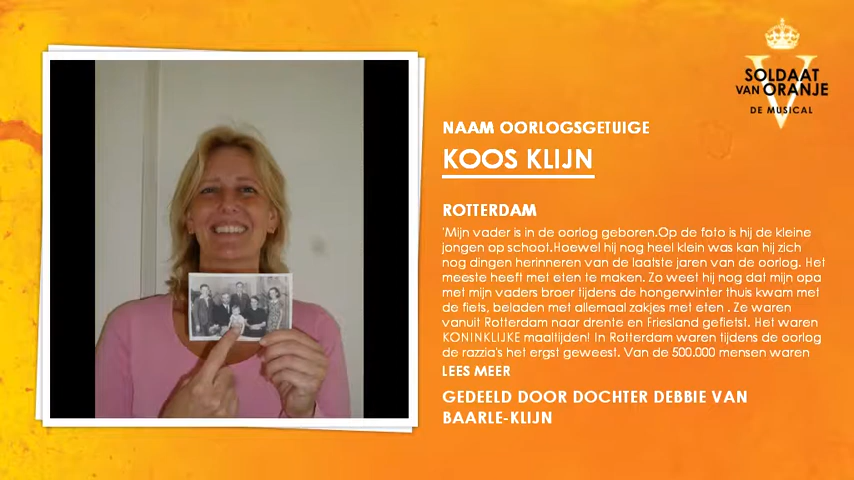 SOLDAAT
VAN ORANJE
DE MUSICAL
NAAM OORLOGSGETUIGE
KOOS KLIJN
ROTTERDAM
'Mijn vader is in de oorlog geboren.Op de foto is hij de kleine
jongen op schoot.Hoewel hij nog heel klein was kan hij zich
nog dingen herinneren van de laatste jaren van de oorlog. Het
meeste heeft met eten te maken. Zo weet hij nog dat mijn opa
met mijn vaders broer tijdens de hongerwinter thuis kwam met
de fiets, beladen met allemaal zakjes met eten . Ze waren
vanuit Rotterdam naar drente en Friesland gefietst. Het waren
KONINKLIJKE maaltijden! In Rotterdam waren tijdens de oorlog
de razzia's het ergst geweest. Van de 500.000 mensen waren
LEES MEER
GEDEELD DOOR DOCHTER DEBBIE VAN
BAARLE-KLIJN